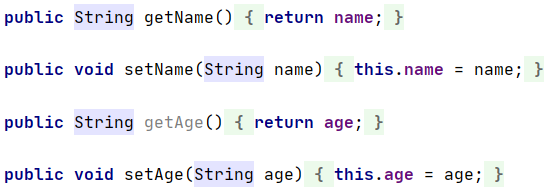 public String getName() { return name; }
public void setName(String name) { this.name = name; }
public String getAge() { return age; }
public void setAge(String age) { this.age = age; }